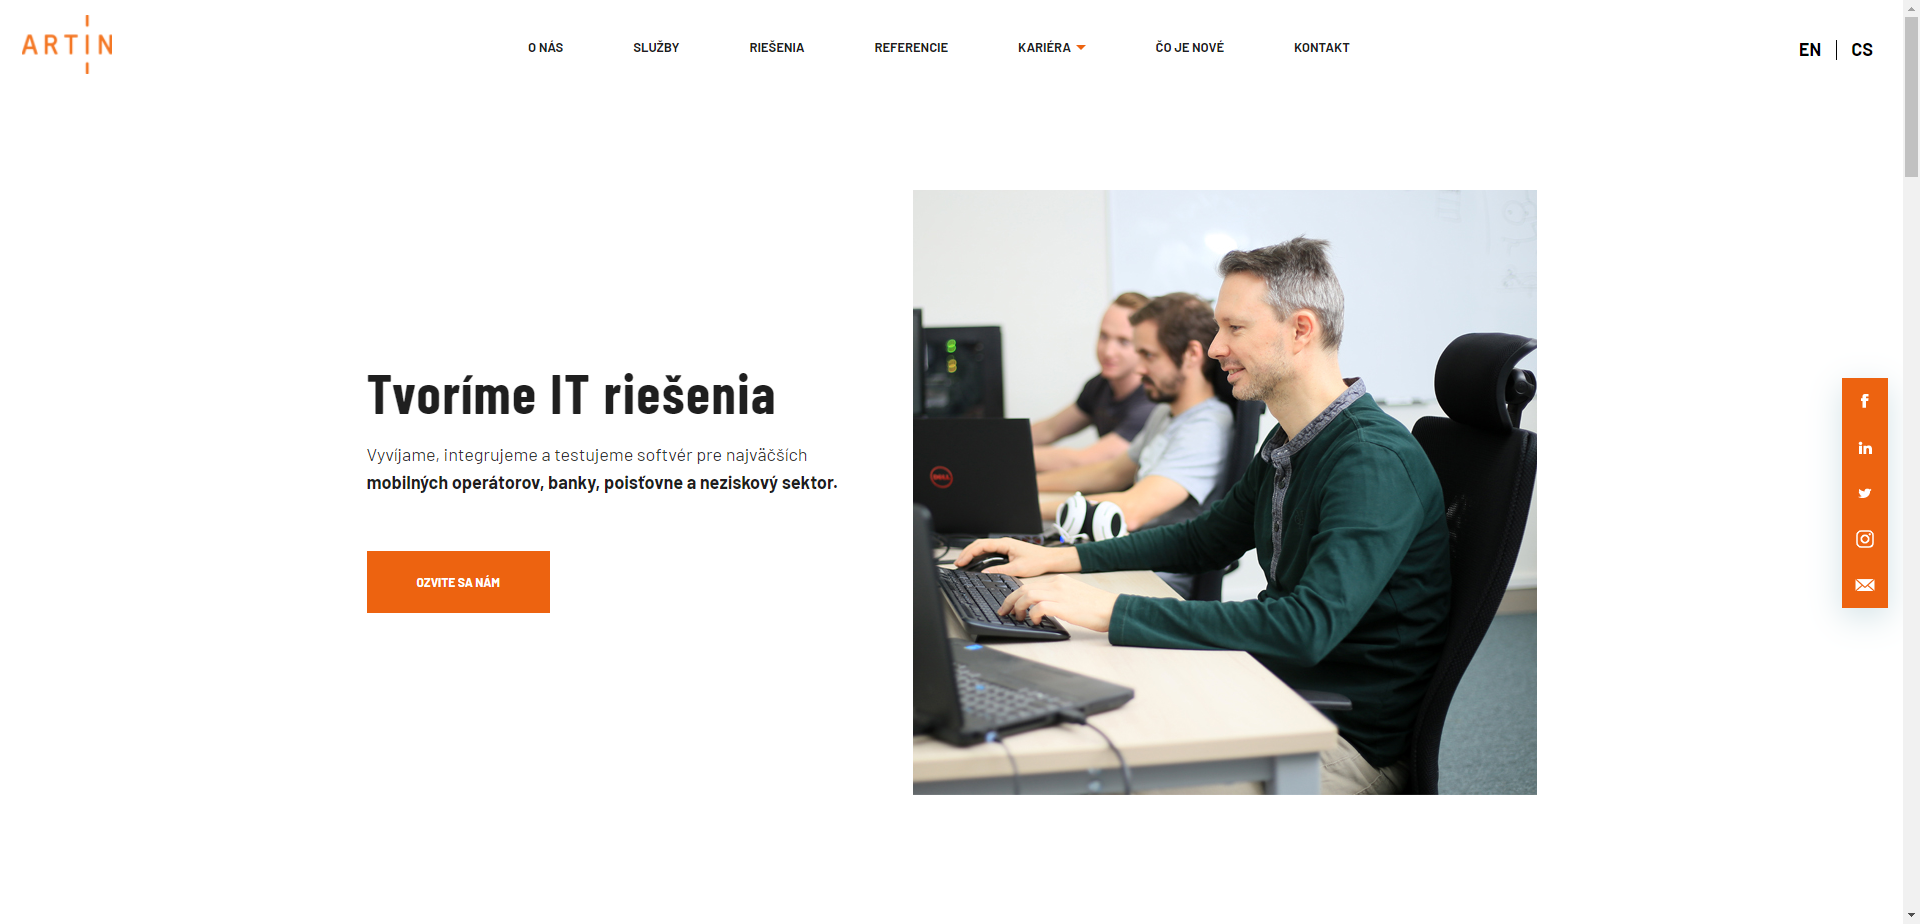 ARTIN
O NÁS
SLUŽBY
RIEŠENIA
REFERENCIE
KARIÉRA
ČO JE NOVÉ
KONTAKT
EN
CS
Tvoríme IT riešenia
Vyvíjame, integrujeme a testujeme softvér pre najväčších
mobilných operátorov, banky, poisťovne a neziskový sektor.
OZVITE SA NÁM
DELL